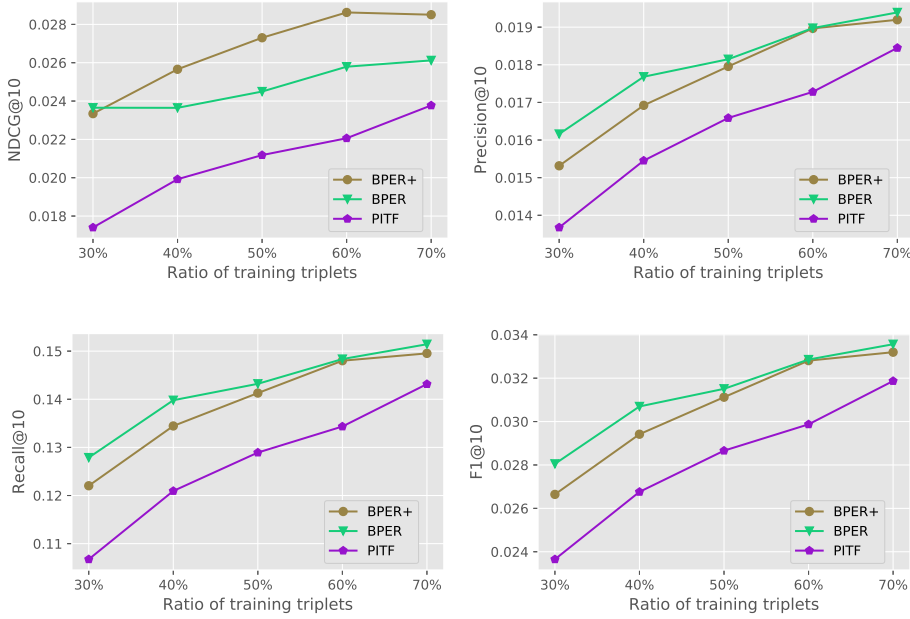 0.028
0.026
0.024
0.022
0.020
0.018
NDCG@10
BPER+
BPER
PITF
30% 40% 50% 60% 70%
Ratio of training triplets
0.019
0.018
0.017
0.016
0.015
0.014
Precision@10
BPER+
BPER
PITF
30% 40% 50% 60% 70%
Ratio of training triplets
0.15
0.14
0.13
0.12
0.11
Recall@10
BPER+
BPER
PITF
30% 40% 50% 60% 70%
Ratio of training triplets
0.034
0.032
0.030
0.028
0.026
0.024
F1@10
BPER+
BPER
PITF
30% 40% 50% 60% 70%
Ratio of training triplets